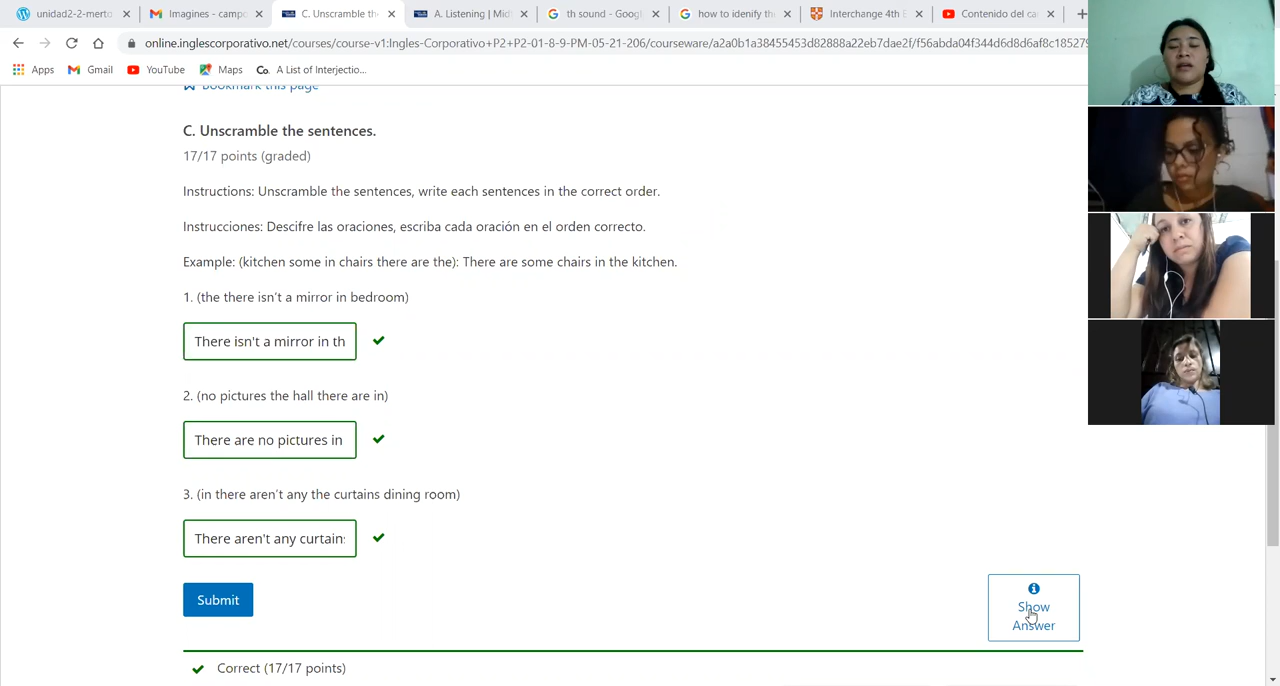 unidad2-2-merto
Imagines - campo
C. Unscramble the
A. Listening | Mid
th sound - Goog
how to idenify the
Interchange 4th E
Contenido del ca
online.inglescorporativo.net/courses/course-v1:Ingles-Corporativo+P2+P2-01-8-9-PM-05-21-206/courseware/a2a0b1a38455453d82888a22eb7dae2f/f56abda04f344d6d8d6af8c18527
Apps Gmail YouTube Maps Co. A List of Interjectio...
Bookmark this page
C. Unscramble the sentences.
17/17 points (graded)
Instructions: Unscramble the sentences, write each sentences in the correct order.
Instrucciones: Descifre las oraciones, escriba cada oración en el orden correcto.
Example: (kitchen some in chairs there are the): There are some chairs in the kitchen.
1. (the there isn't a mirror in bedroom)
There isn't a mirror in th
2. (no pictures the hall there are in)
There are no pictures in
3. (in there aren't any the curtains dining room)
There aren't any curtain
Submit
Show
Answer
Correct (17/17 points)